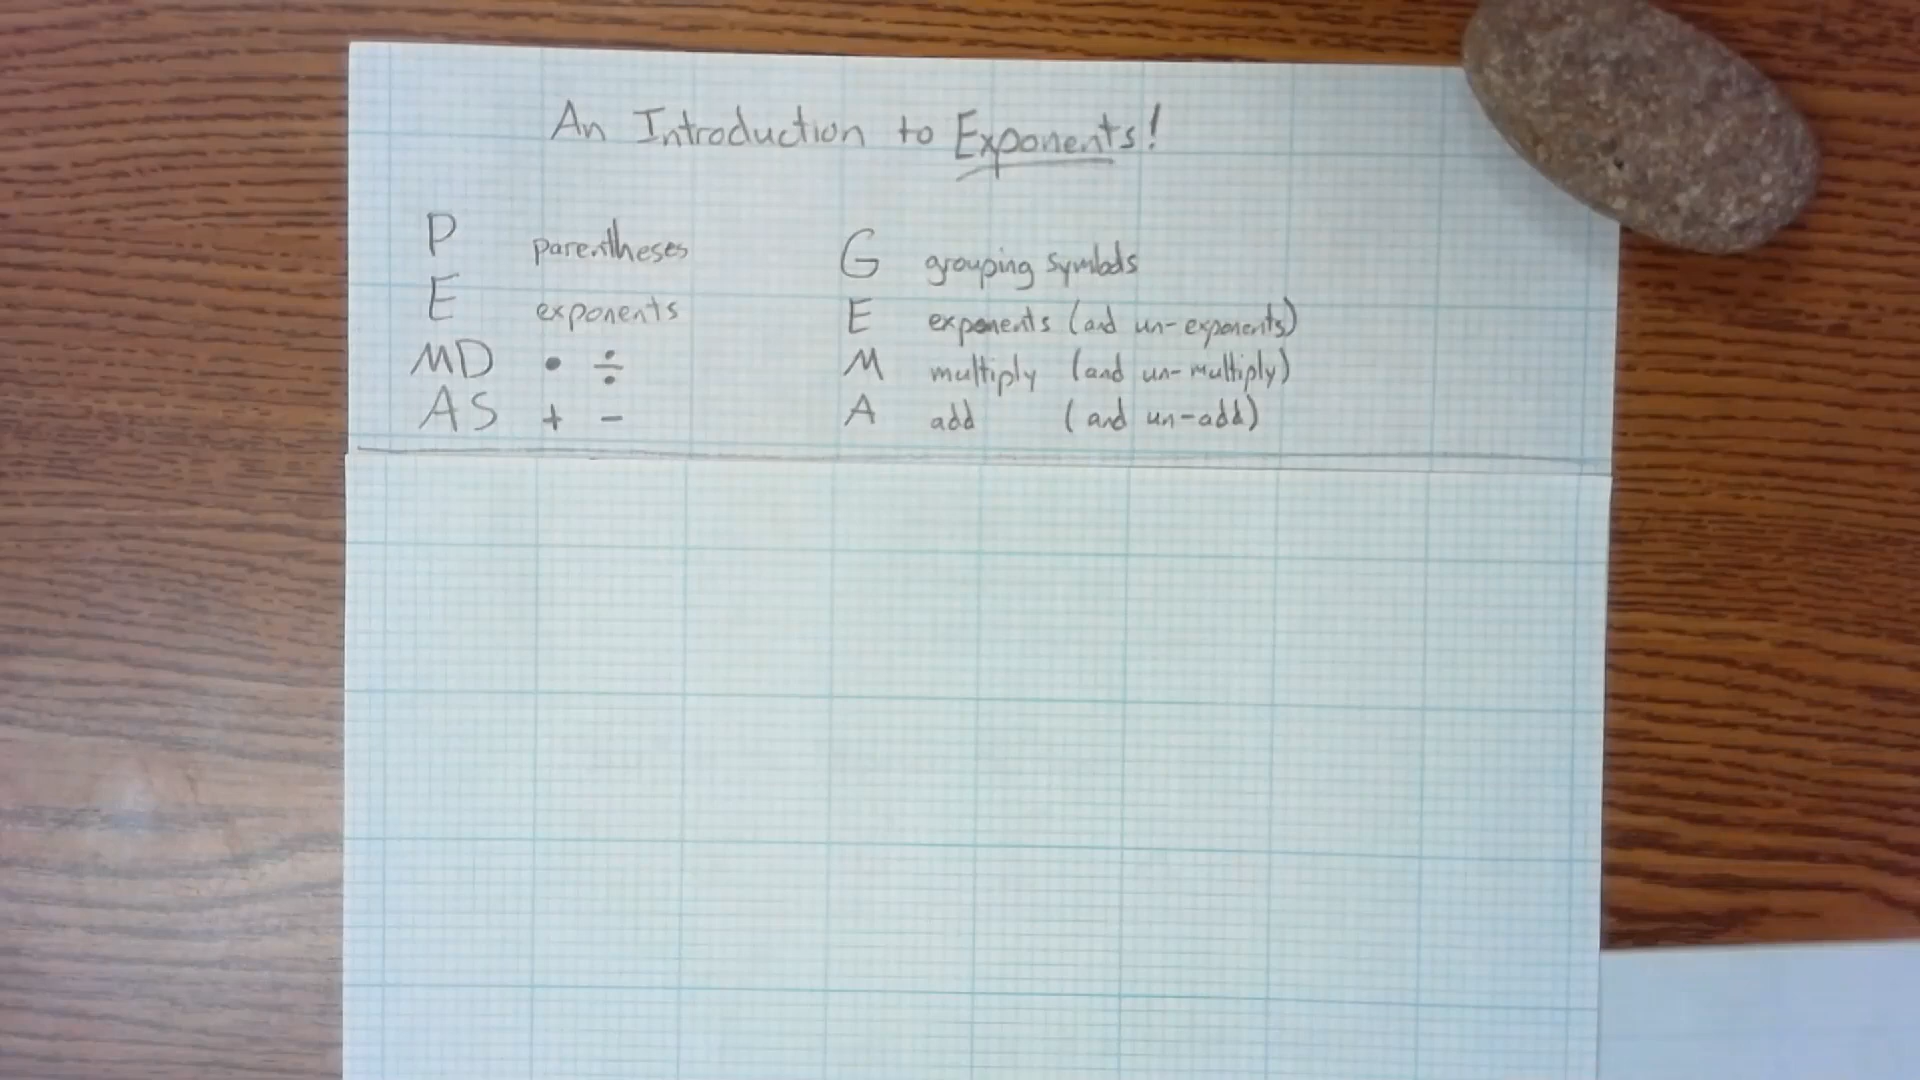 An Introduction to Exponents!
P parentheses
E exponents
MD • ÷
AS + -
G grouping symbols
E exponents (and un-exponents)
M multiply (and un-multiply)
A add (and un-add)